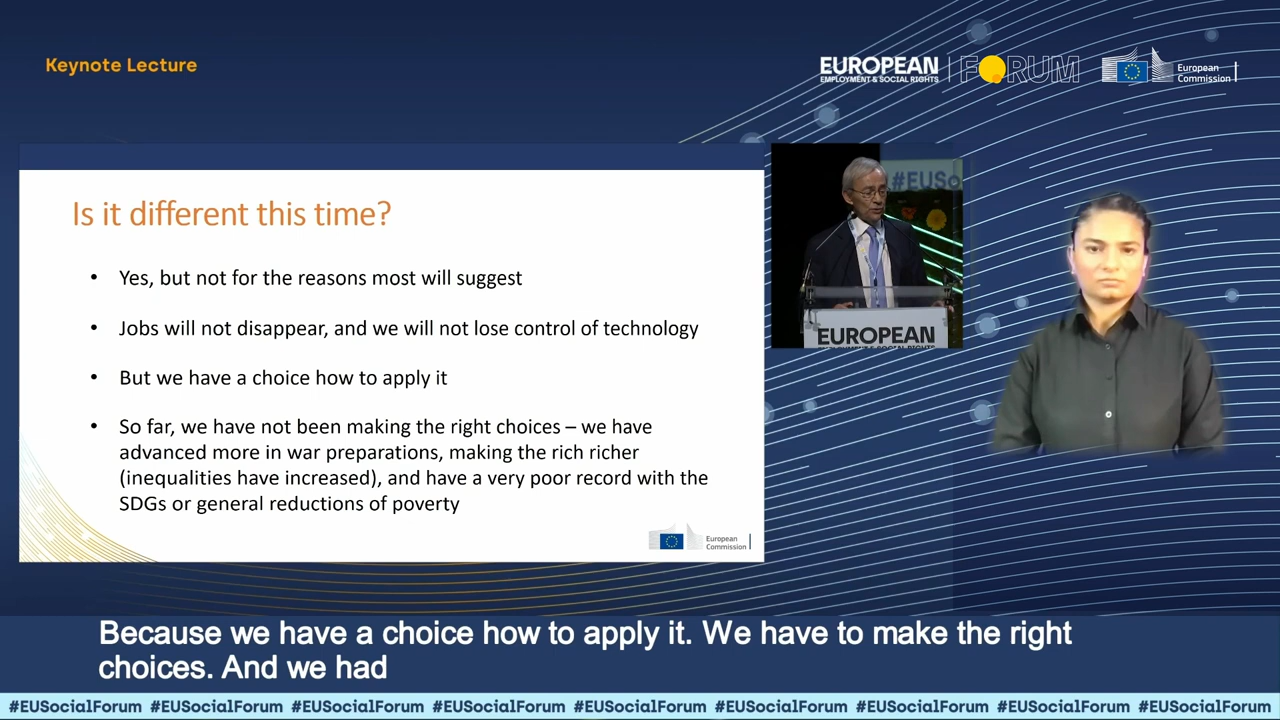 Keynote Lecture
EUROPEAN
EMPLOYMENT & SOCIAL RIGHTS
FORUM
European
Commission
Is it different this time?
• Yes, but not for the reasons most will suggest
• Jobs will not disappear, and we will not lose control of technology
• But we have a choice how to apply it
• So far, we have not been making the right choices – we have
advanced more in war preparations, making the rich richer
(inequalities have increased), and have a very poor record with the
SDGs or general reductions of poverty
European
Commission
#EUSo
EUROPEAN
EMPLOYMENT & SOCIAL RIGHTS
Because we have a choice how to apply it. We have to make the right
choices. And we had
#EUSocialForum #EUSocialForum #EUSocialForum #EUSocialForum #EUSocialForum #EUSocialForum #EUSocialForum #EUSocialForum #EUSocialForum